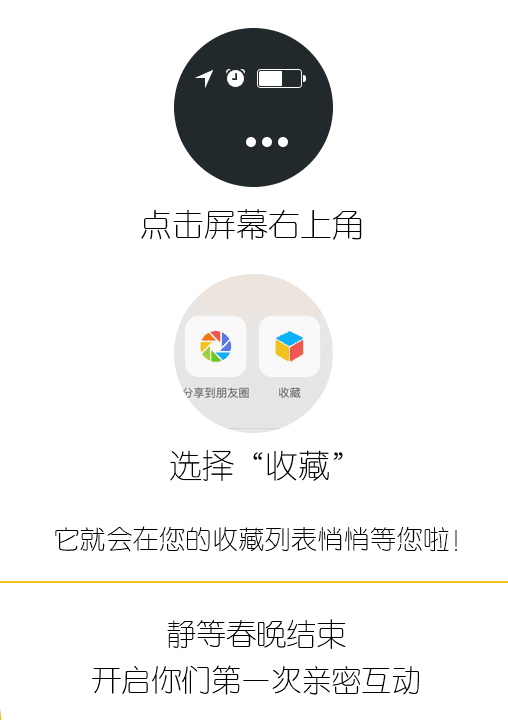 点击屏幕右上角
分享到朋友圈 收藏
选择“收藏”
它就会在您的收藏列表悄悄等您啦!
静等春晚结束
开启你们第一次亲密互动